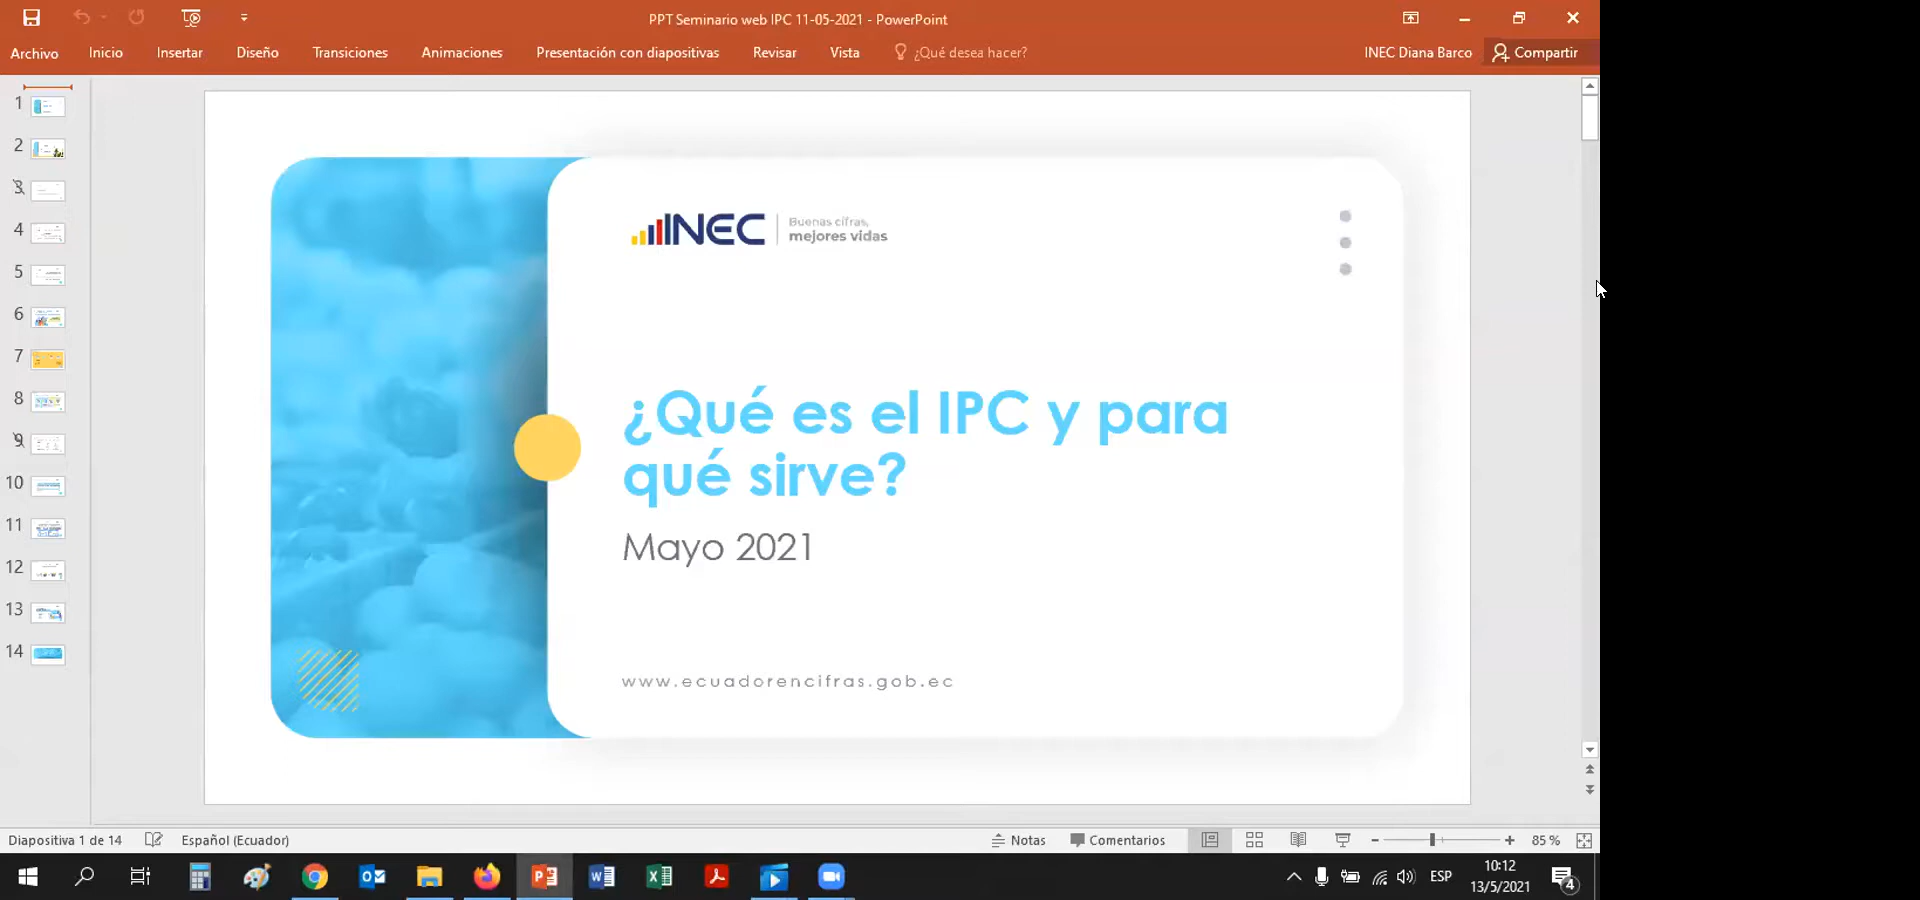 PPT Seminario web IPC 11-05-2021 - PowerPoint
Archivo Inicio Insertar Diseño Transiciones Animaciones Presentación con diapositivas Revisar Vista ¿Qué desea hacer? INEC Diana Barco Compartir
1
2
3
4
5
6
7
8
9
10
11
12
13
14
INEC Buenas cifras,
mejores vidas
¿Qué es el IPC y para
qué sirve?
Mayo 2021
www.ecuadorencifras.gob.ec
Diapositiva 1 de 14 Español (Ecuador) Notas Comentarios 85 %
ESP 10:12
13/5/2021 4